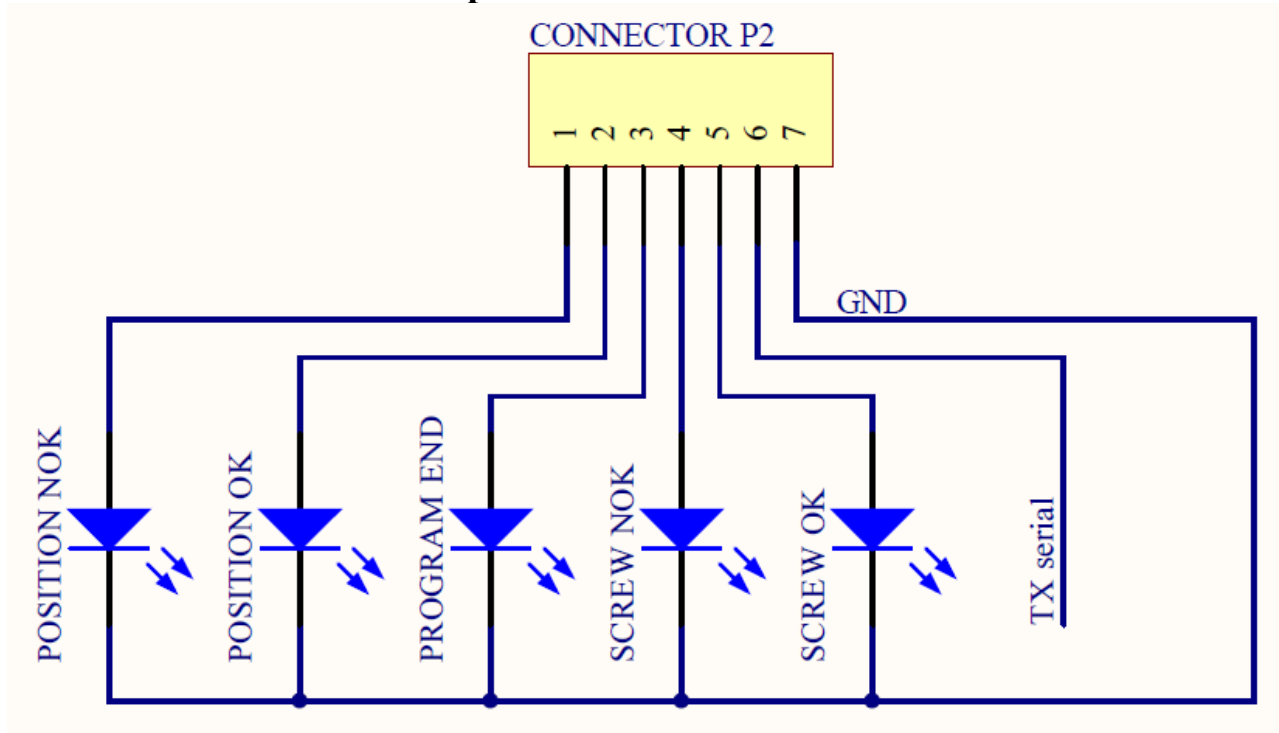 CONNECTOR P2
1 2 3 4 5 6 7
GND
POSITION NOK
POSITION OK
PROGRAM END
SCREW NOK
SCREW OK
TX serial